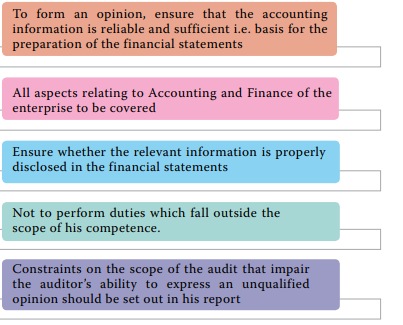 To form an opinion, ensure that the accounting
information is reliable and sufficient i.e. basis for the
preparation of the financial statements
All aspects relating to Accounting and Finance of the
enterprise to be covered
Ensure whether the relevant information is properly
disclosed in the financial statements
Not to perform duties which fall outside the
scope of his competence.
Constraints on the scope of the audit that impair
the auditor's ability to express an unqualified
opinion should be set out in his report